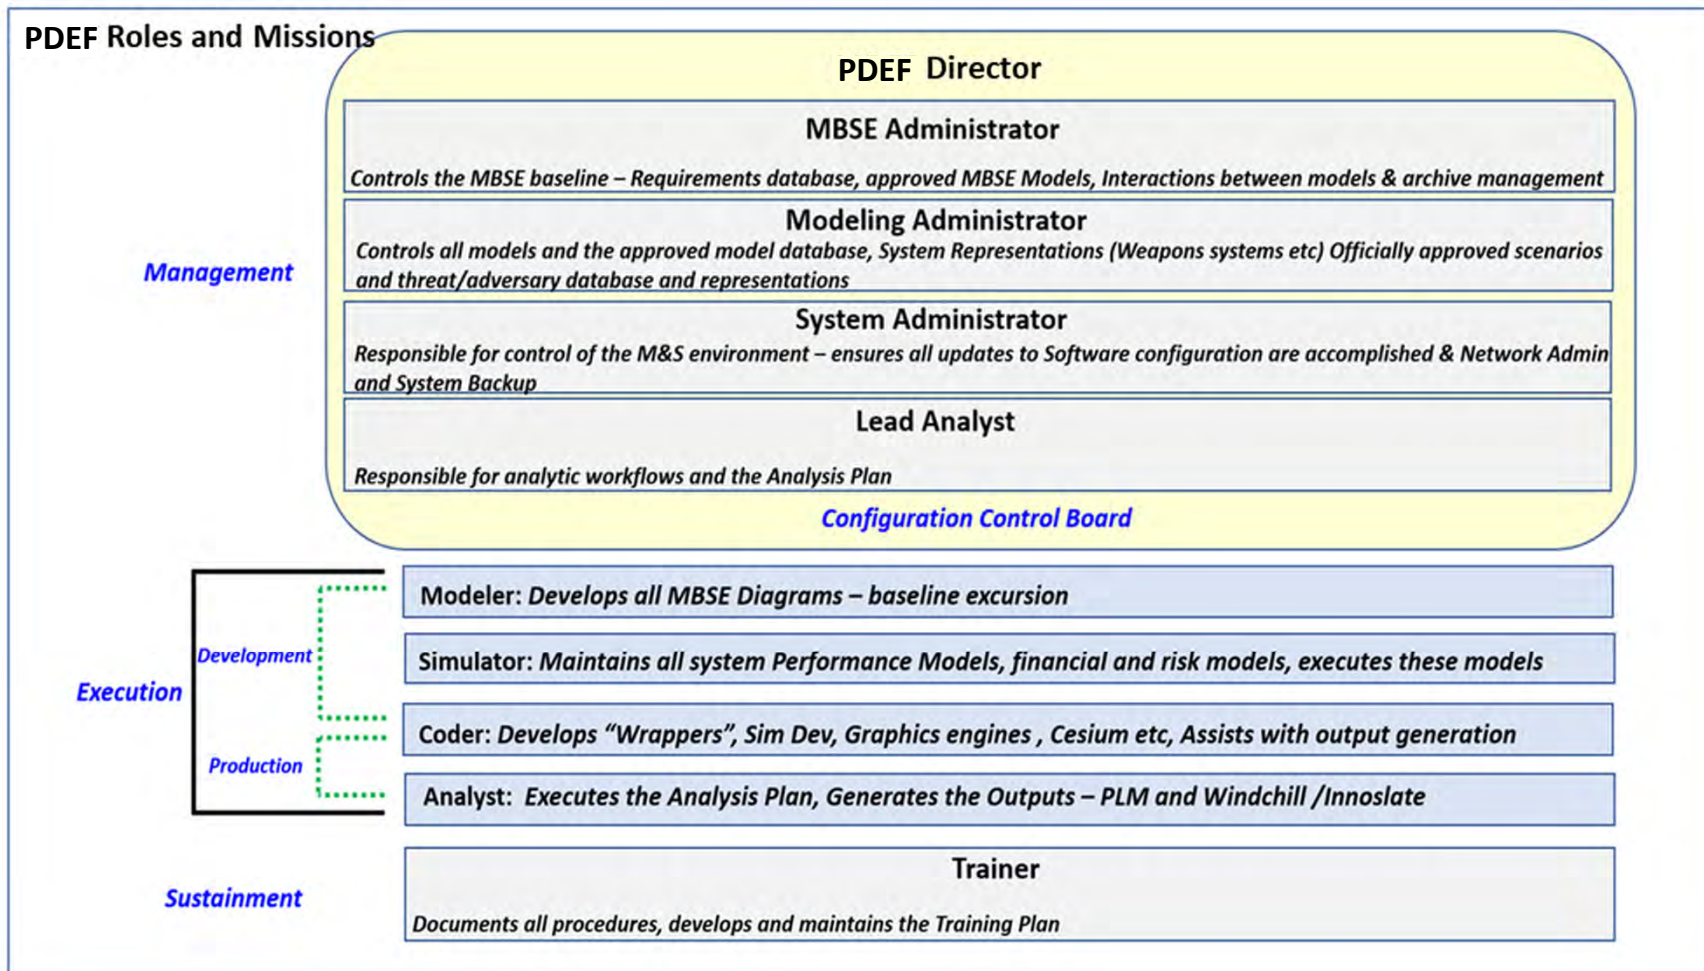 PDEF Roles and Missions
PDEF Director
MBSE Administrator
Controls the MBSE baseline – Requirements database, approved MBSE Models, Interactions between models & archive management
Modeling Administrator
Controls all models and the approved model database, System Representations (Weapons systems etc) Officially approved scenarios
and threat/adversary database and representations
Management
System Administrator
Responsible for control of the M&S environment – ensures all updates to Software configuration are accomplished & Network Admin
and System Backup
Lead Analyst
Responsible for analytic workflows and the Analysis Plan
Configuration Control Board
Execution
Development
Modeler: Develops all MBSE Diagrams – baseline excursion
Simulator: Maintains all system Performance Models, financial and risk models, executes these models
Production
Coder: Develops “Wrappers”, Sim Dev, Graphics engines , Cesium etc, Assists with output generation
Analyst: Executes the Analysis Plan, Generates the Outputs – PLM and Windchill /Innoslate
Sustainment
Trainer
Documents all procedures, develops and maintains the Training Plan